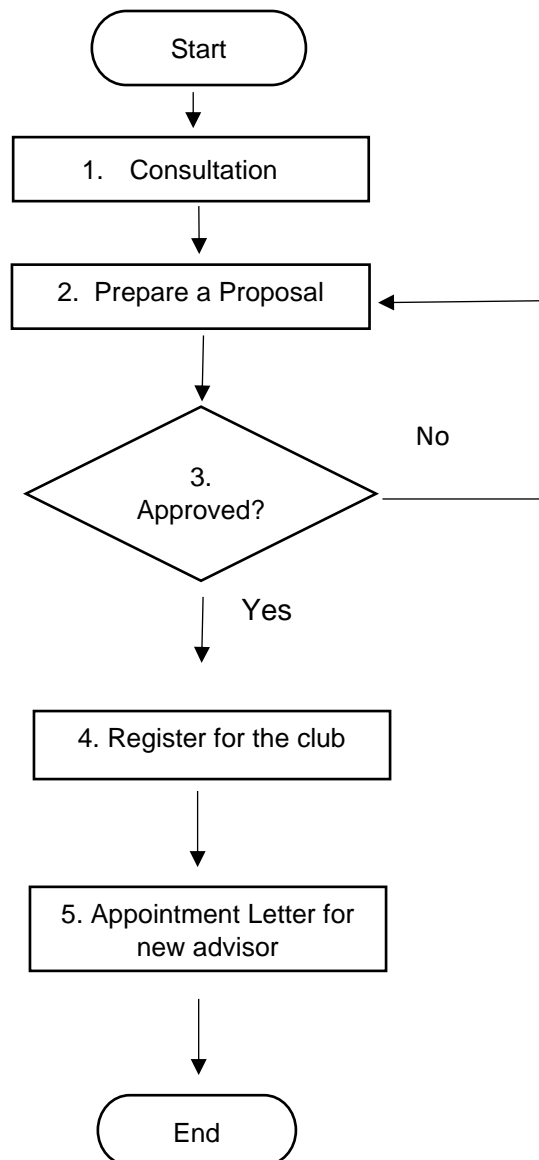 Start
1. Consultation
2. Prepare a Proposal
No
3.
Approved?
Yes
4. Register for the club
5. Appointment Letter for
new advisor
End